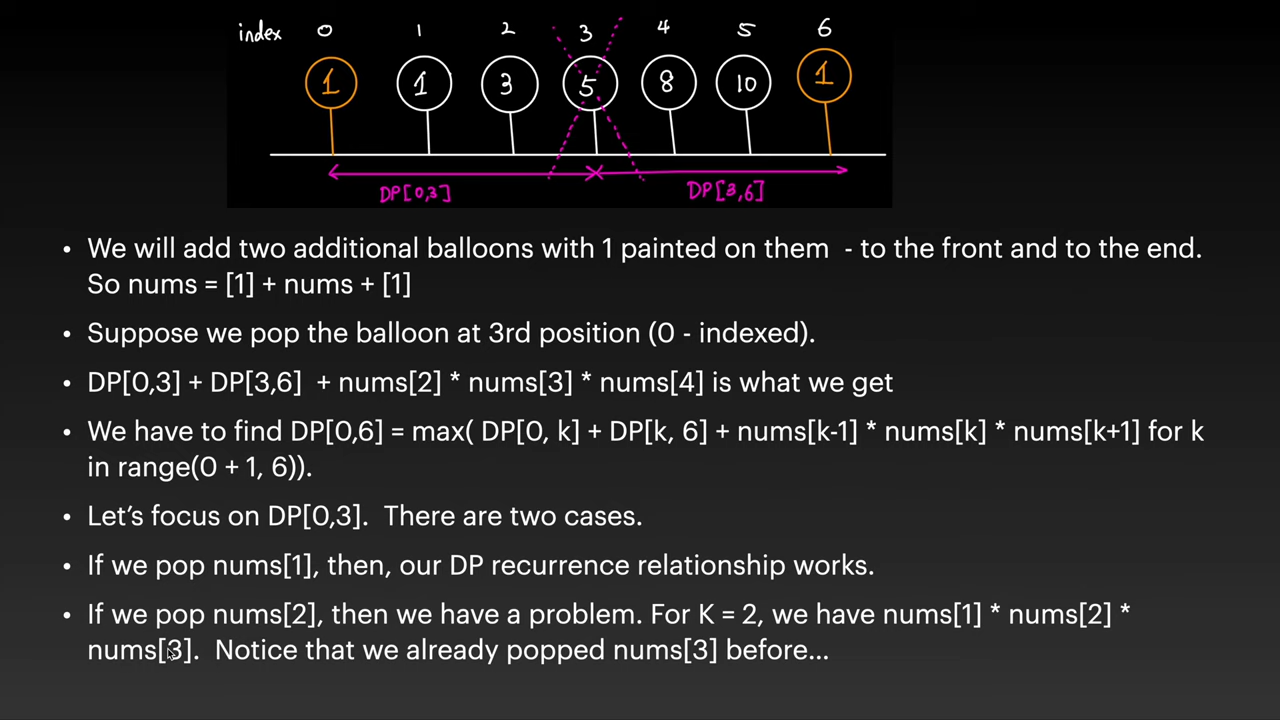 index 0 1 2 3 4 5 6
1 1 3 5 8 10 1
DP[0,3] DP[3,6]
• We will add two additional balloons with 1 painted on them - to the front and to the end.
So nums = [1] + nums + [1]
• Suppose we pop the balloon at 3rd position (0 - indexed).
• DP[0,3] + DP[3,6] + nums[2] * nums[3] * nums[4] is what we get
• We have to find DP[0,6] = max( DP[0, k] + DP[k, 6] + nums[k-1] * nums[k] * nums[k+1] for k
in range(0 + 1, 6)).
• Let’s focus on DP[0,3]. There are two cases.
• If we pop nums[1], then, our DP recurrence relationship works.
• If we pop nums[2], then we have a problem. For K = 2, we have nums[1] * nums[2] *
nums[3]. Notice that we already popped nums[3] before...